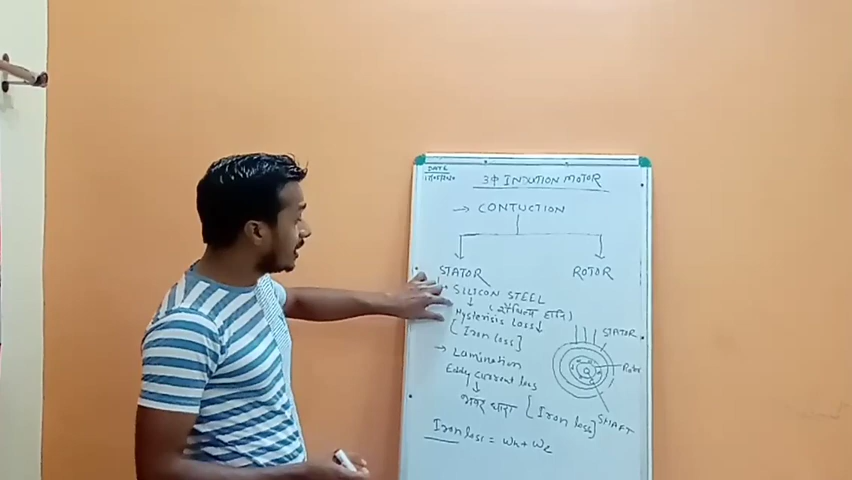 DATE
3Φ INDUTION MOTOR
→ CONTUCTION
STATOR
ROTOR
• SILICON STEEL
Hysterisis Loss↓
[Iron loss]
→ Lamination
Eddy current loss
भवर धारा [Iron loss]
Iron loss = Wh + We
STATOR
Rotor
SHAFT